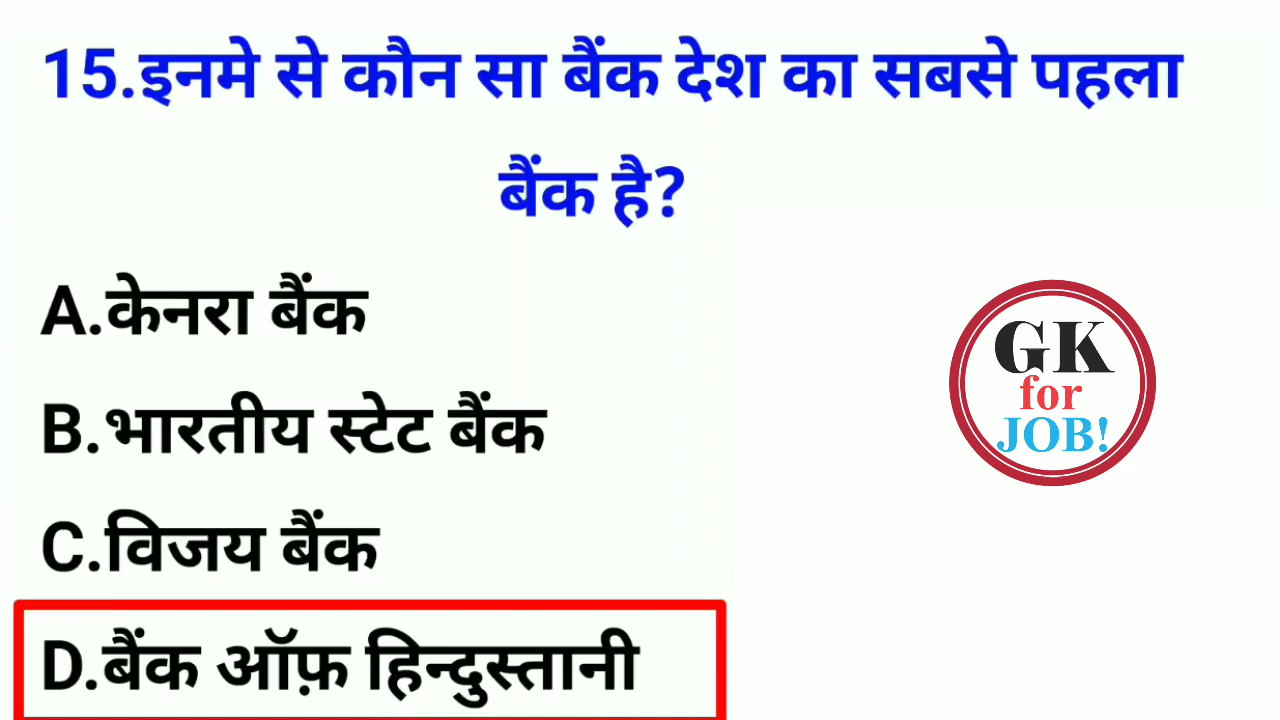 15.इनमे से कौन सा बैंक देश का सबसे पहला
बैंक है?
A.केनरा बैंक
B.भारतीय स्टेट बैंक
C.विजय बैंक
D.बैंक ऑफ़ हिन्दुस्तानी
GK
for
JOB!